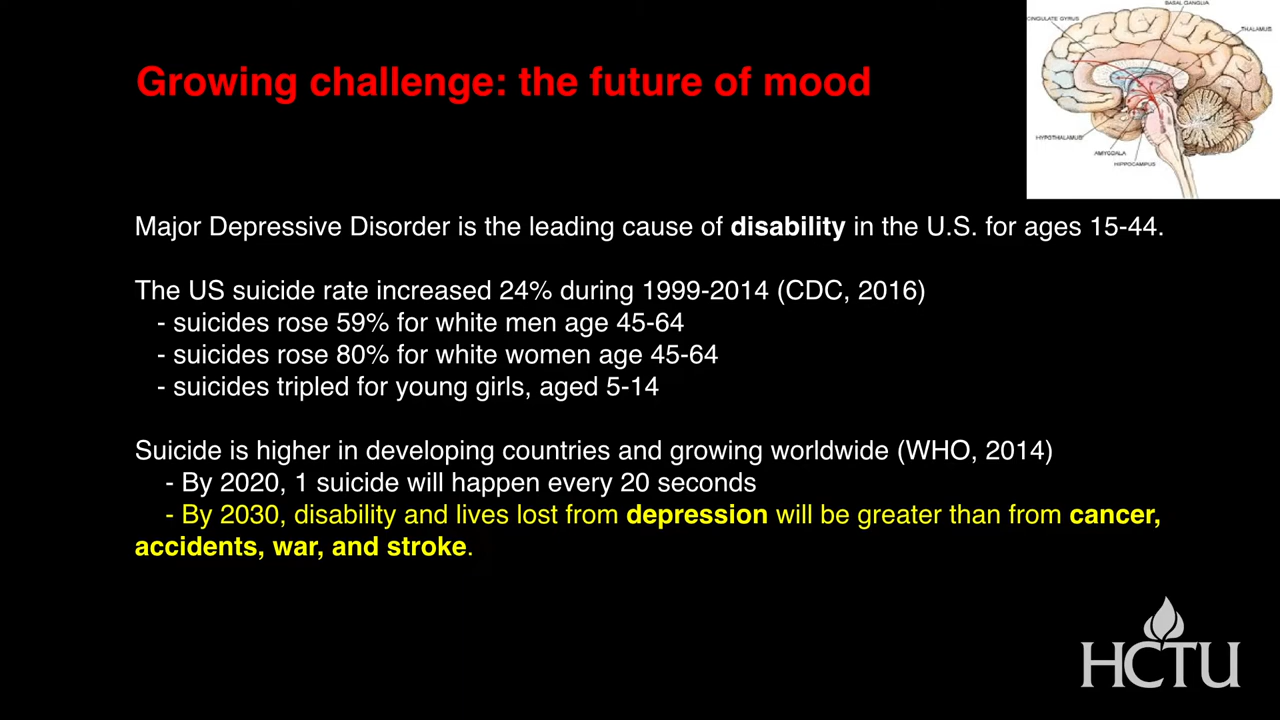 BASAL GANGLIA
CINGULATE GYRUS
THALAMUS
Growing challenge: the future of mood
HYPOTHALAMUS
AMYGDALA
HIPPOCAMPUS
Major Depressive Disorder is the leading cause of disability in the U.S. for ages 15-44.
The US suicide rate increased 24% during 1999-2014 (CDC, 2016)
- suicides rose 59% for white men age 45-64
- suicides rose 80% for white women age 45-64
- suicides tripled for young girls, aged 5-14
Suicide is higher in developing countries and growing worldwide (WHO, 2014)
- By 2020, 1 suicide will happen every 20 seconds
- By 2030, disability and lives lost from depression will be greater than from cancer,
accidents, war, and stroke.
HCTU